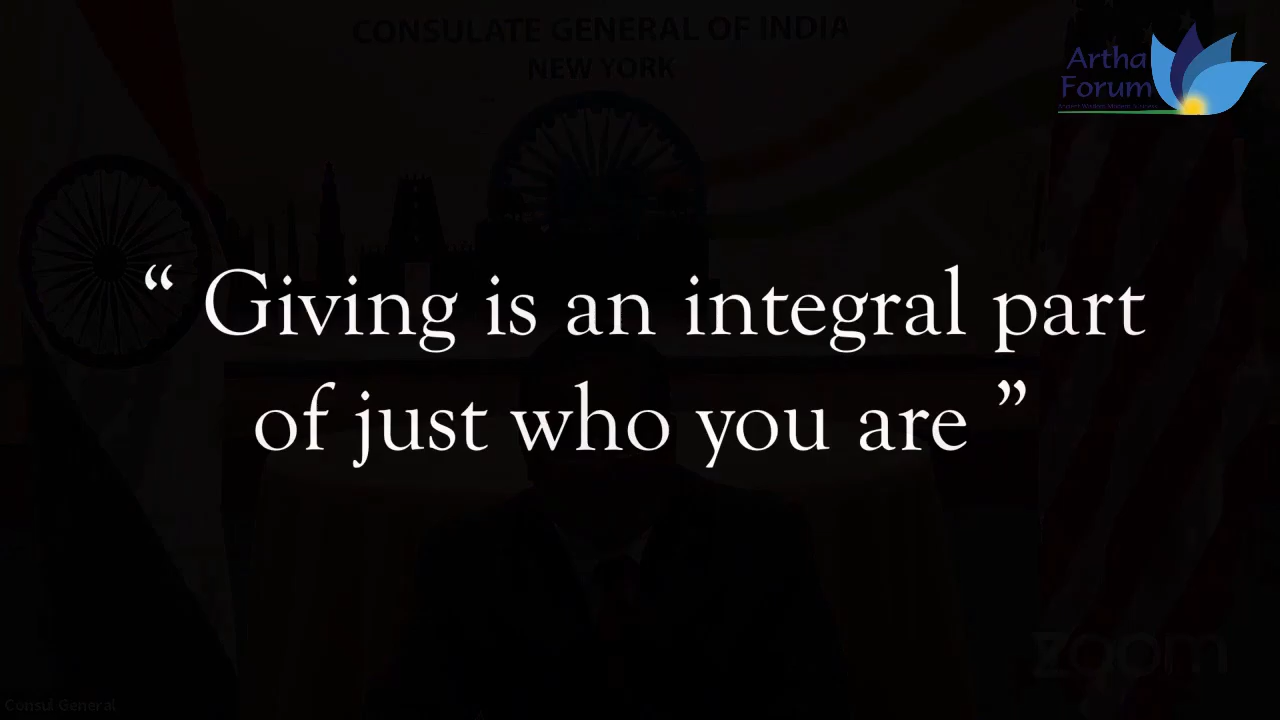 CONSULATE GENERAL OF INDIA
NEW YORK
Artha
Forum
“ Giving is an integral part
of just who you are ”
zoom
Consul General